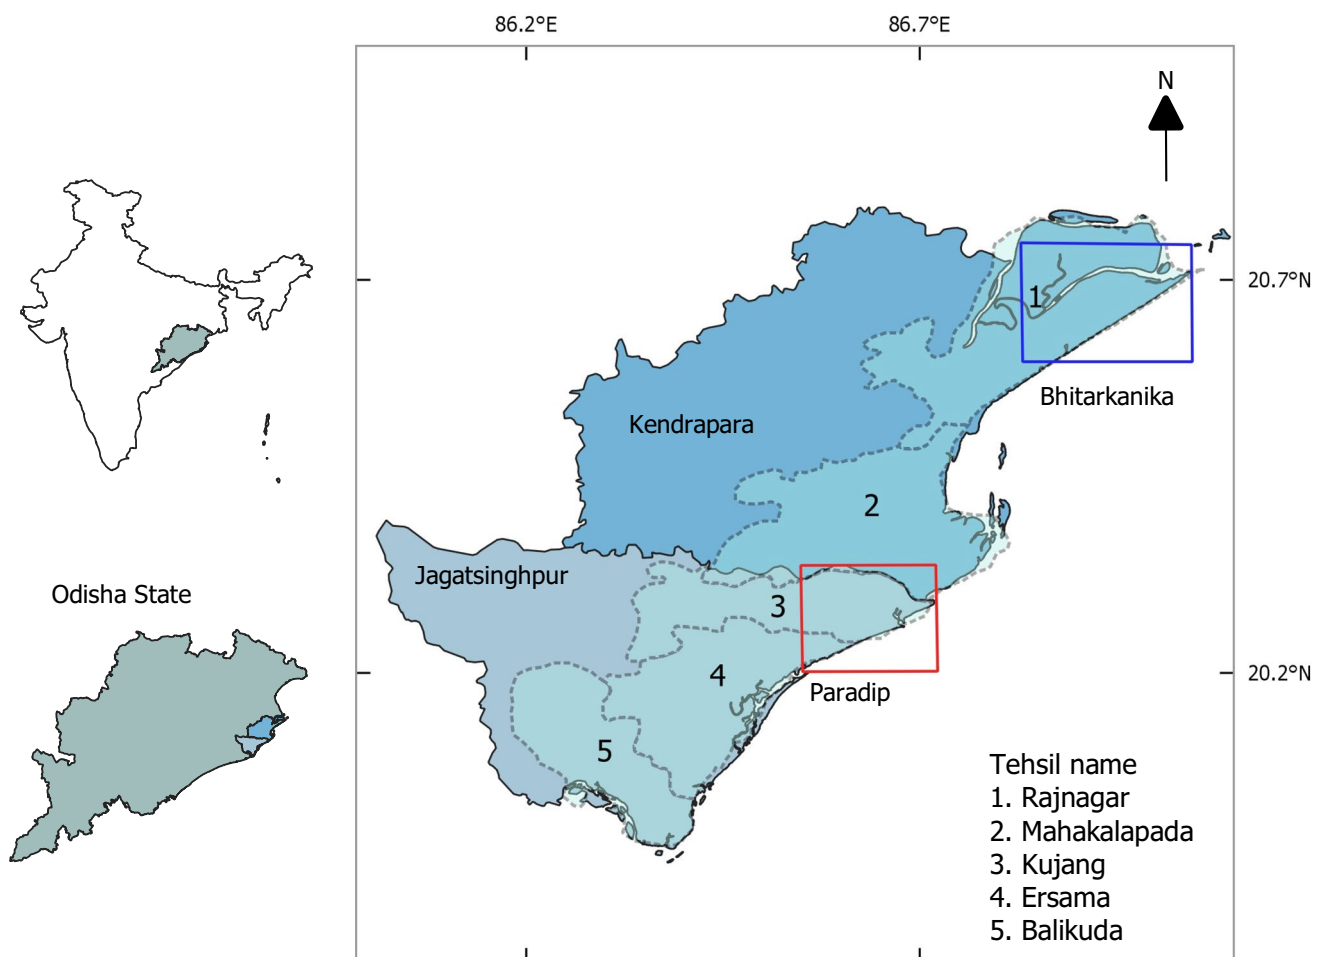 86.2°E
86.7°E
N
20.7°N
1
Bhitarkanika
Kendrapara
2
Jagatsinghpur
Odisha State
3
4
20.2°N
Paradip
5
Tehsil name
1. Rajnagar
2. Mahakalapada
3. Kujang
4. Ersama
5. Balikuda